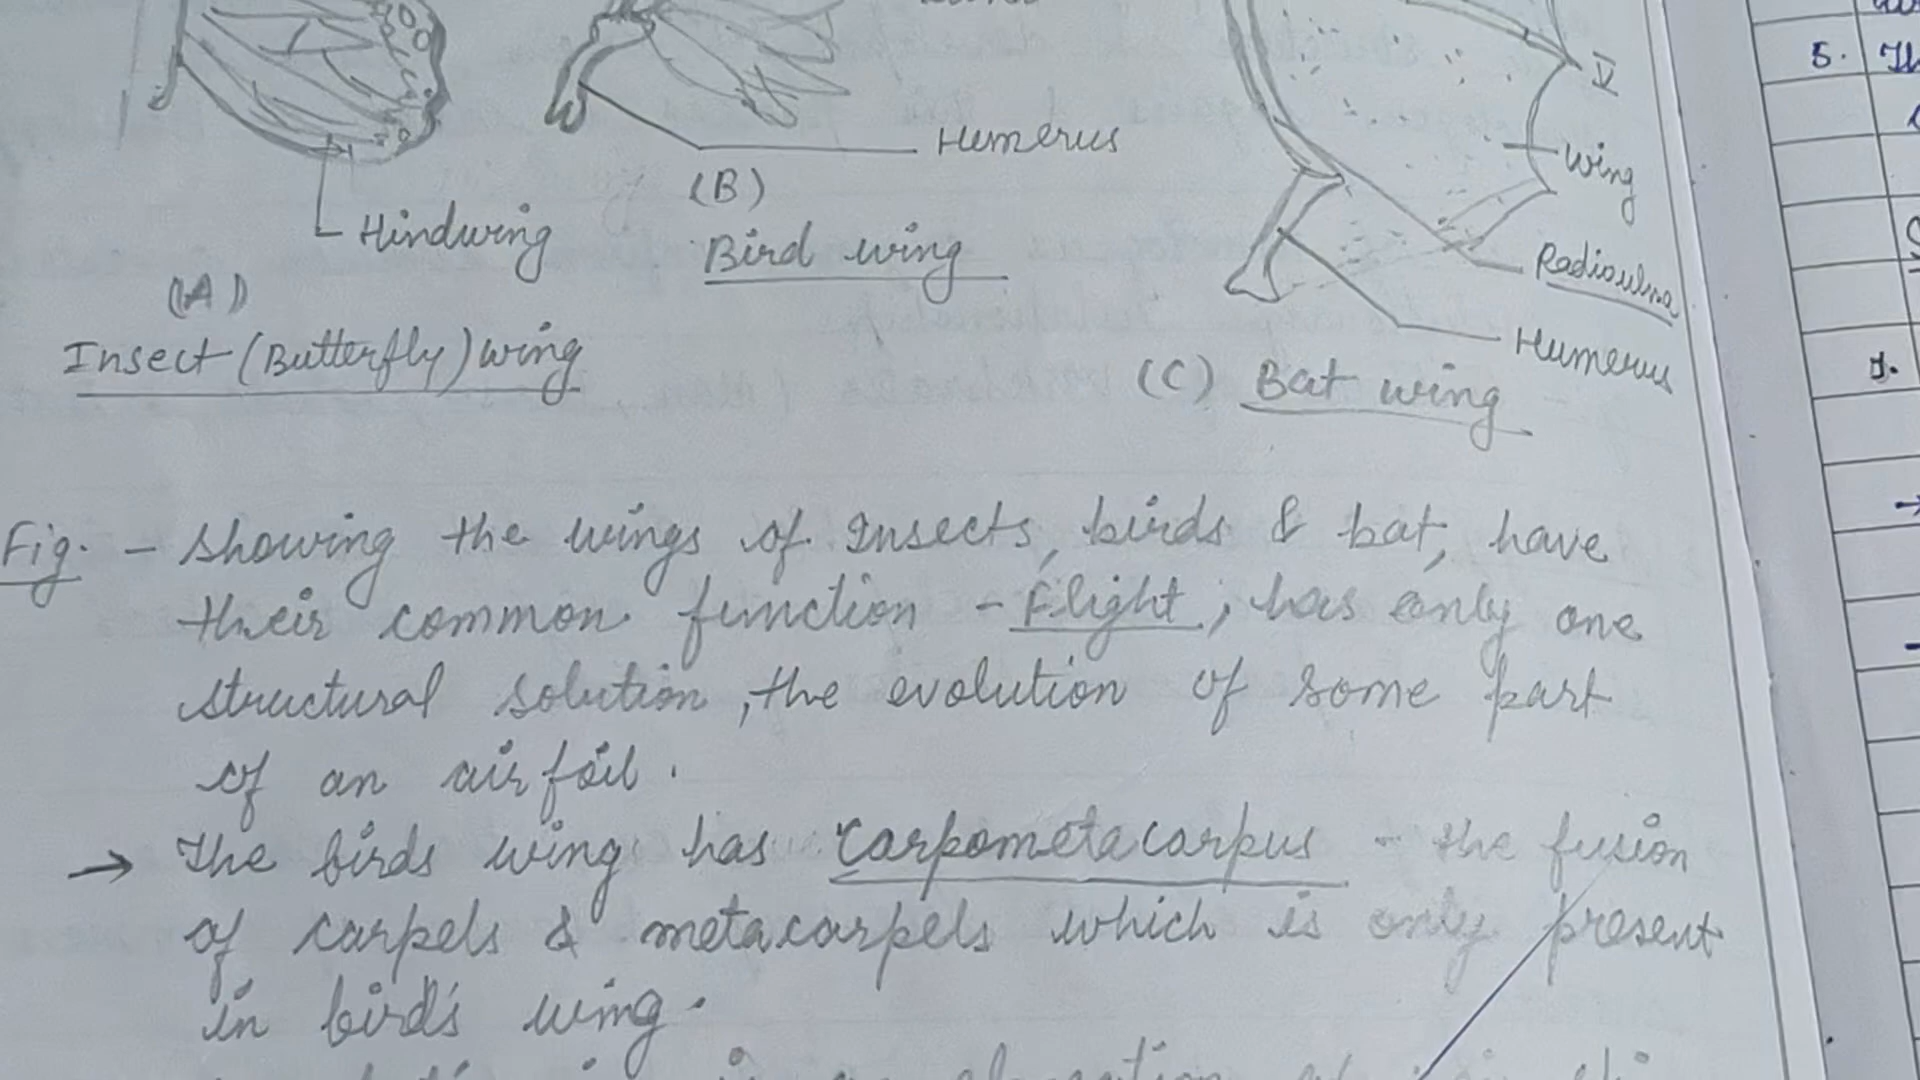 V
5. Th
Humerus
Wing
(B)
Hindwing
Bird wing
Radioulna
(A)
Humerus
Insect (Butterfly) wing
(C) Bat wing
Fig. - Showing the wings of Insects, birds & bat, have
their common function - Flight, has only one
structural solution, the evolution of some part
of an airfoil.
→ The birds wing has Carpometacarpus - the fusion
of carpels & metacarpels which is only present
in bird's wing.